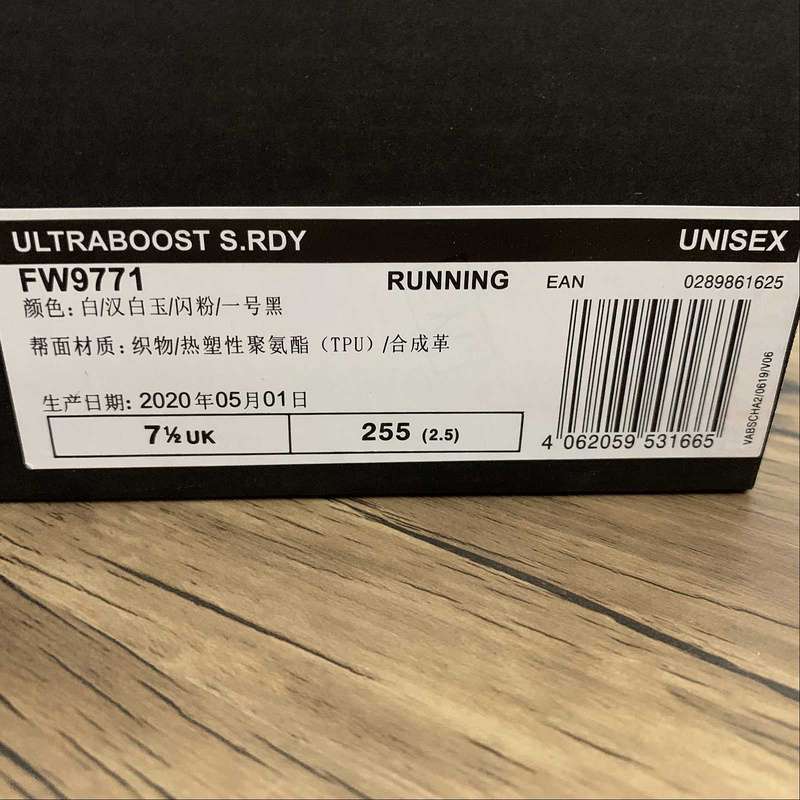 ULTRABOOST S.RDY UNISEX
FW9771 RUNNING EAN 0289861625
颜色: 白/汉白玉/闪粉/一号黑
帮面材质: 织物/热塑性聚氨酯（TPU）/合成革
生产日期: 2020年05月01日
7½ UK 255 (2.5)
4 062059 531665
VABSCHA2/0619/V06